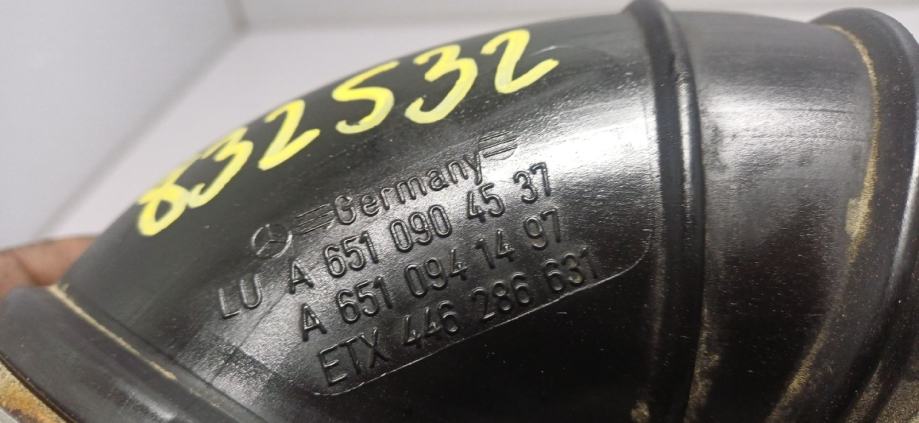 832532
Germany
LU A 651 090 45 37
A 651 094 14 97
ETX 446 286 631